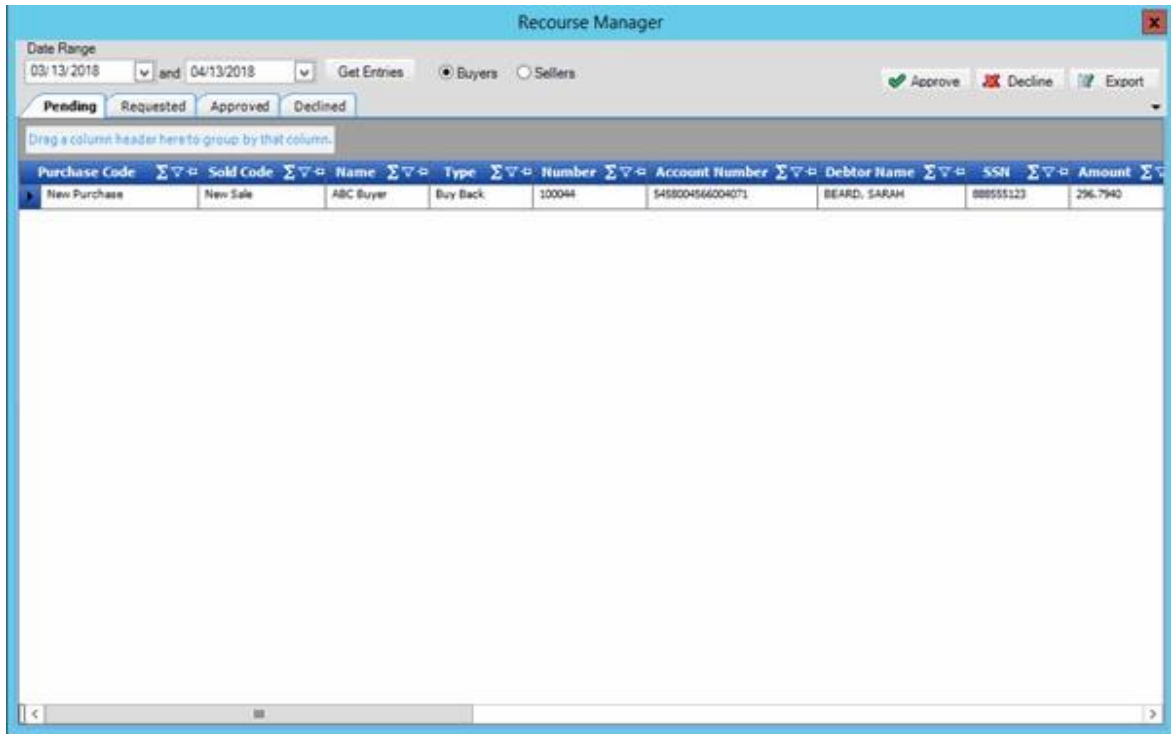 Recourse Manager
Date Range
03/13/2018 and 04/13/2018 Get Entries Buyers Sellers
Approve Decline Export
Pending Requested Approved Declined
Drag a column header here to group by that column.
Purchase Code Σ Sold Code Σ Name Σ Type Σ Number Σ Account Number Σ Debtor Name Σ SSN Σ Amount Σ
New Purchase New Sale ABC Buyer Buy Back 100044 5458004566004071 BEARD, SARAH 888555123 296.7940